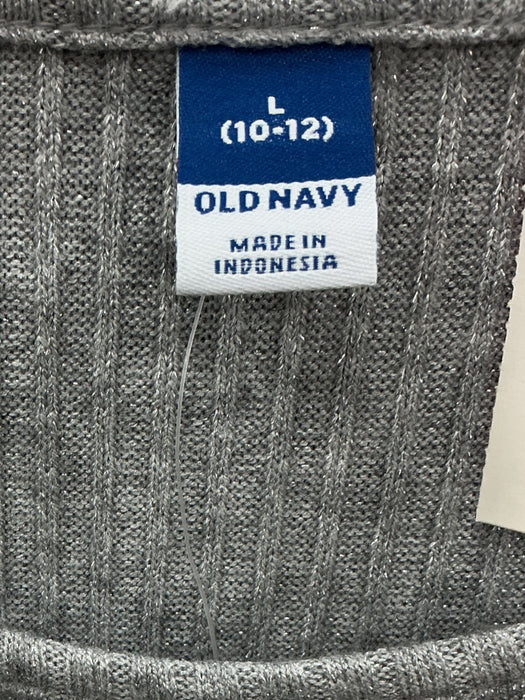 L
(10-12)
OLD NAVY
MADE IN
INDONESIA